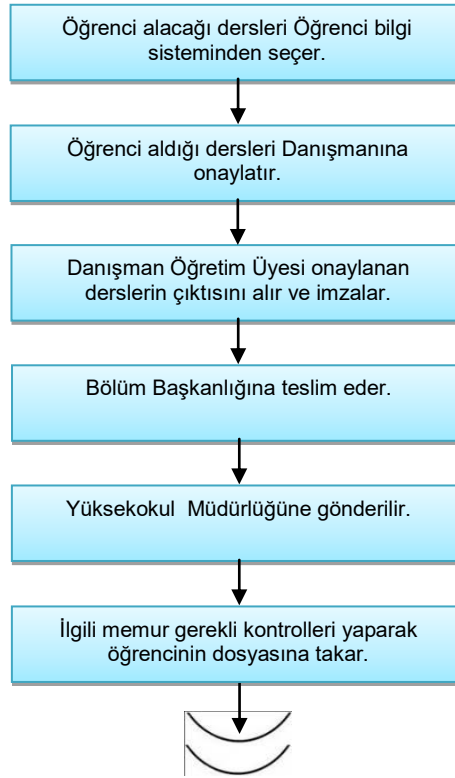 Öğrenci alacağı dersleri Öğrenci bilgi
sisteminden seçer.
Öğrenci aldığı dersleri Danışmanına
onaylatır.
Danışman Öğretim Üyesi onaylanan
derslerin çıktısını alır ve imzalar.
Bölüm Başkanlığına teslim eder.
Yüksekokul Müdürlüğüne gönderilir.
İlgili memur gerekli kontrolleri yaparak
öğrencinin dosyasına takar.